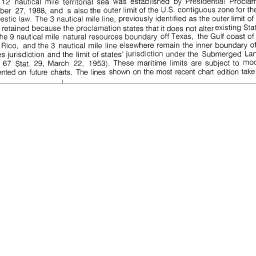 12 nautical mile territorial sea was established by Presidential Proclam
ber 27, 1988, and s also the outer limit of the U.S. contiguous zone for the
estic law. The 3 nautical mile line, previously identified as the outer limit of
retained because the proclamation states that it does not alter existing Stat
he 9 nautical mile natural resources boundary off Texas, the Gulf coast of
Rico, and the 3 nautical mile line elsewhere remain the inner boundary of
es jurisdiction and the limit of states' jurisdiction under the Submerged Lan
67 Stat. 29, March 22, 1953). These maritime limits are subject to mod
nted on future charts. The lines shown on the most recent chart edition take